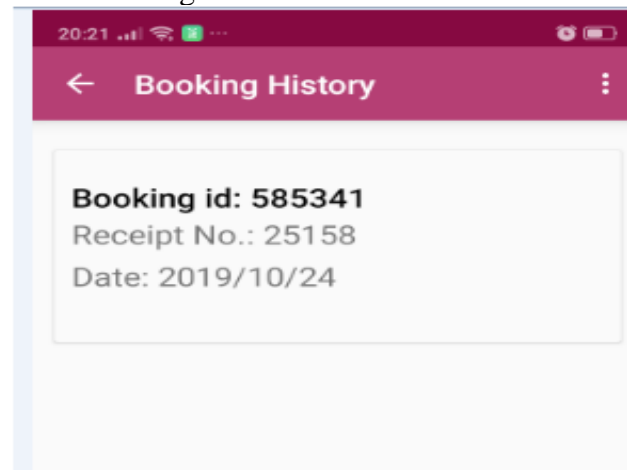 20:21
Booking History
Booking id: 585341
Receipt No.: 25158
Date: 2019/10/24